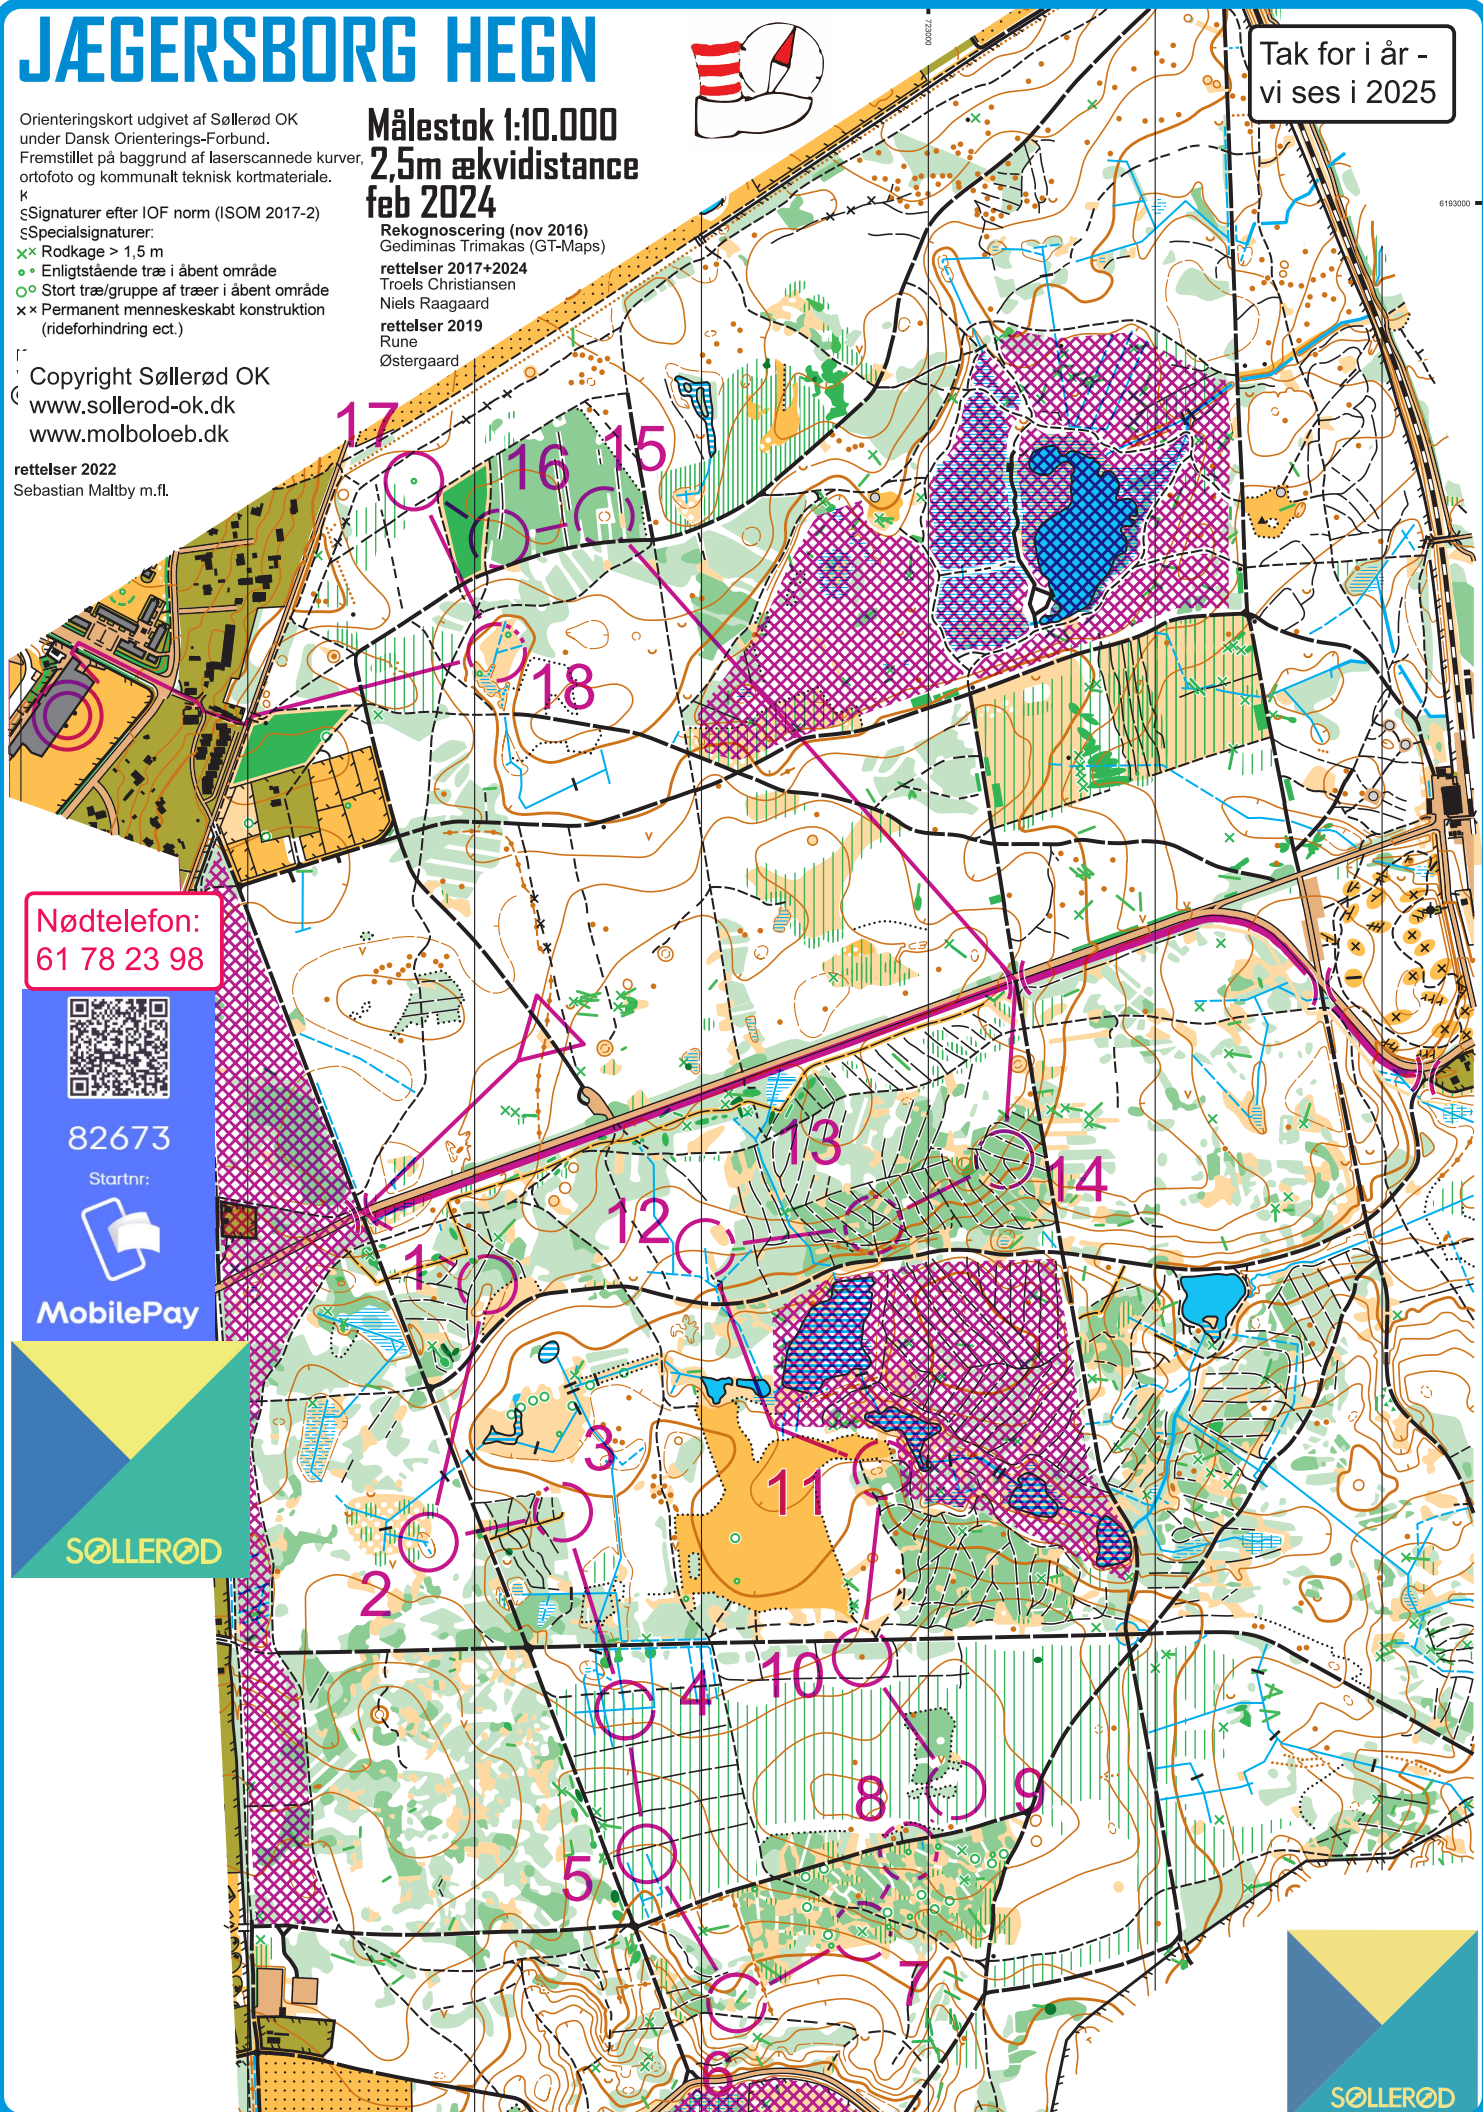 JÆGERSBORG HEGN
Orienteringskort udgivet af Søllerød OK
under Dansk Orienterings-Forbund.
Fremstillet på baggrund af laserscannede kurver,
ortofoto og kommunalt teknisk kortmateriale.
K
S
Signaturer efter IOF norm (ISOM 2017-2)
S
Specialsignaturer:
Rodkage > 1,5 m
Enligtstående træ i åbent område
Stort træ/gruppe af træer i åbent område
Permanent menneskeskabt konstruktion
(rideforhindring ect.)
Copyright Søllerød OK
www.sollerod-ok.dk
www.molboloeb.dk
rettelser 2022
Sebastian Maltby m.fl.
Målestok 1:10.000
2,5m ækvidistance
feb 2024
Rekognoscering (nov 2016)
Gediminas Trimakas (GT-Maps)
rettelser 2017+2024
Troels Christiansen
Niels Raagaard
rettelser 2019
Rune
Østergaard
723000
Tak for i år -
vi ses i 2025
6193000
17
16
15
18
Nødtelefon:
61 78 23 98
82673
Startnr:
MobilePay
SØLLERØD
13
14
12
1
3
11
2
4
10
8
9
5
7
6
SØLLERØD